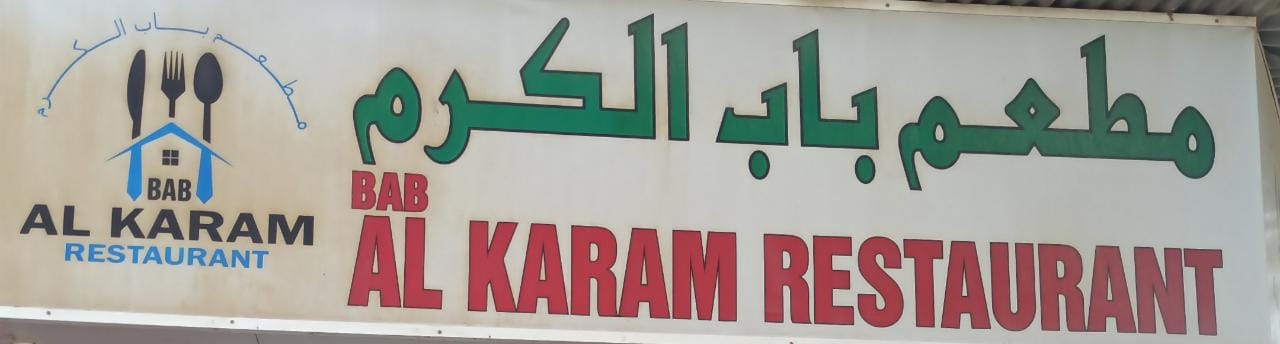 مطعم باب الكرم
BAB
AL KARAM
RESTAURANT
مطعم باب الكرم
BAB
AL KARAM RESTAURANT